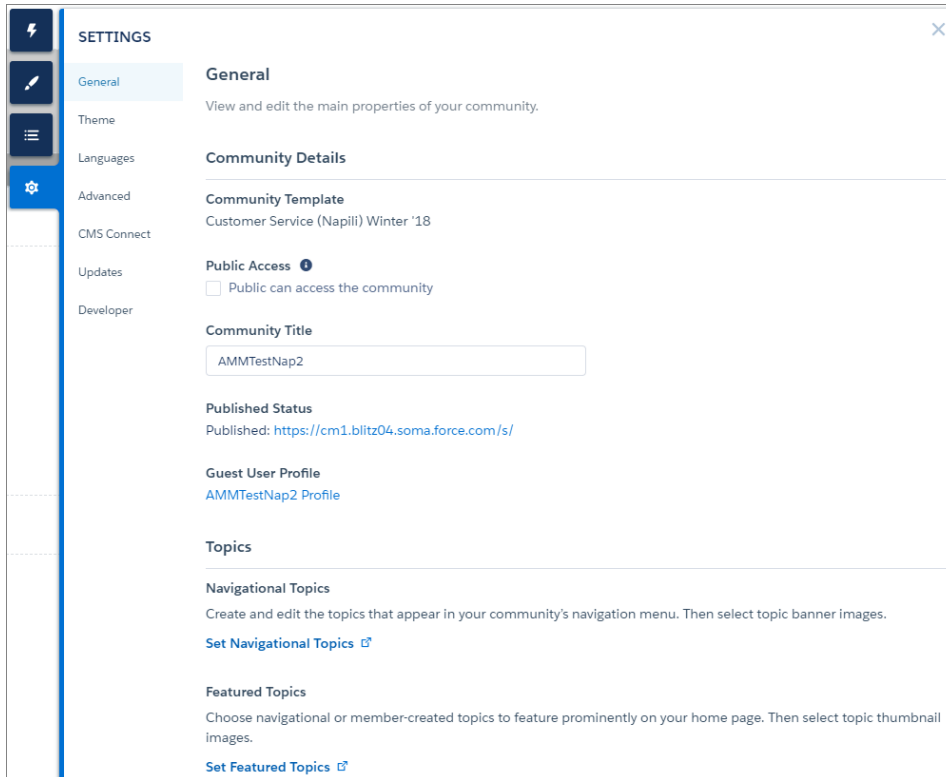 SETTINGS
General
Theme
Languages
Advanced
CMS Connect
Updates
Developer
General
View and edit the main properties of your community.
Community Details
Community Template
Customer Service (Napili) Winter '18
Public Access
Public can access the community
Community Title
AMMTestNap2
Published Status
Published: https://cm1.blitz04.soma.force.com/s/
Guest User Profile
AMMTestNap2 Profile
Topics
Navigational Topics
Create and edit the topics that appear in your community's navigation menu. Then select topic banner images.
Set Navigational Topics
Featured Topics
Choose navigational or member-created topics to feature prominently on your home page. Then select topic thumbnail
images.
Set Featured Topics